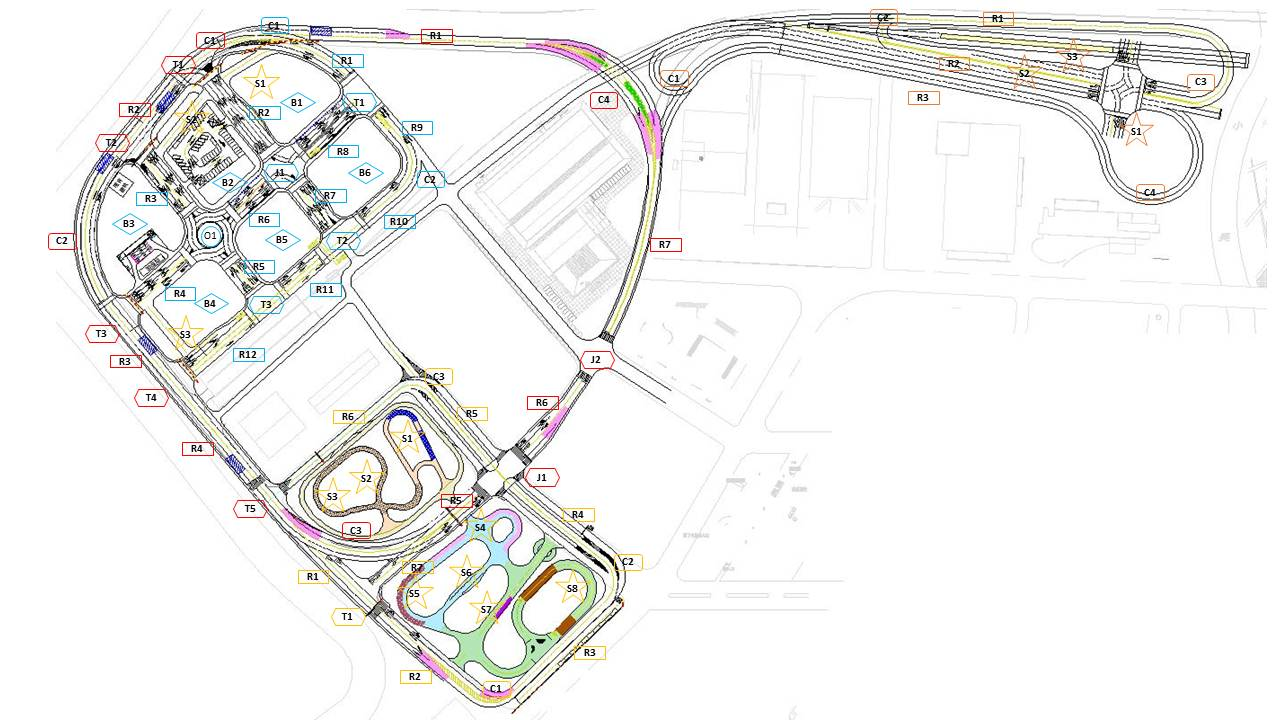 C2
R1
C1
R1
C1
R1
T1
S3
R2
S2
C1
C3
S1
R3
C4
B1
T1
R2
R2
S2
R9
S1
T2
R8
J1
B6
B2
C2
C4
R3
R7
B3
R6
R10
O1
B5
T2
C2
R7
R5
R11
R4
B4
T3
T3
S3
R12
R3
J2
C3
T4
R6
R6
R5
S1
R4
S2
J1
S3
R5
T5
R4
C3
S4
C2
R7
S6
R1
S8
S5
S7
T1
R3
R2
C1